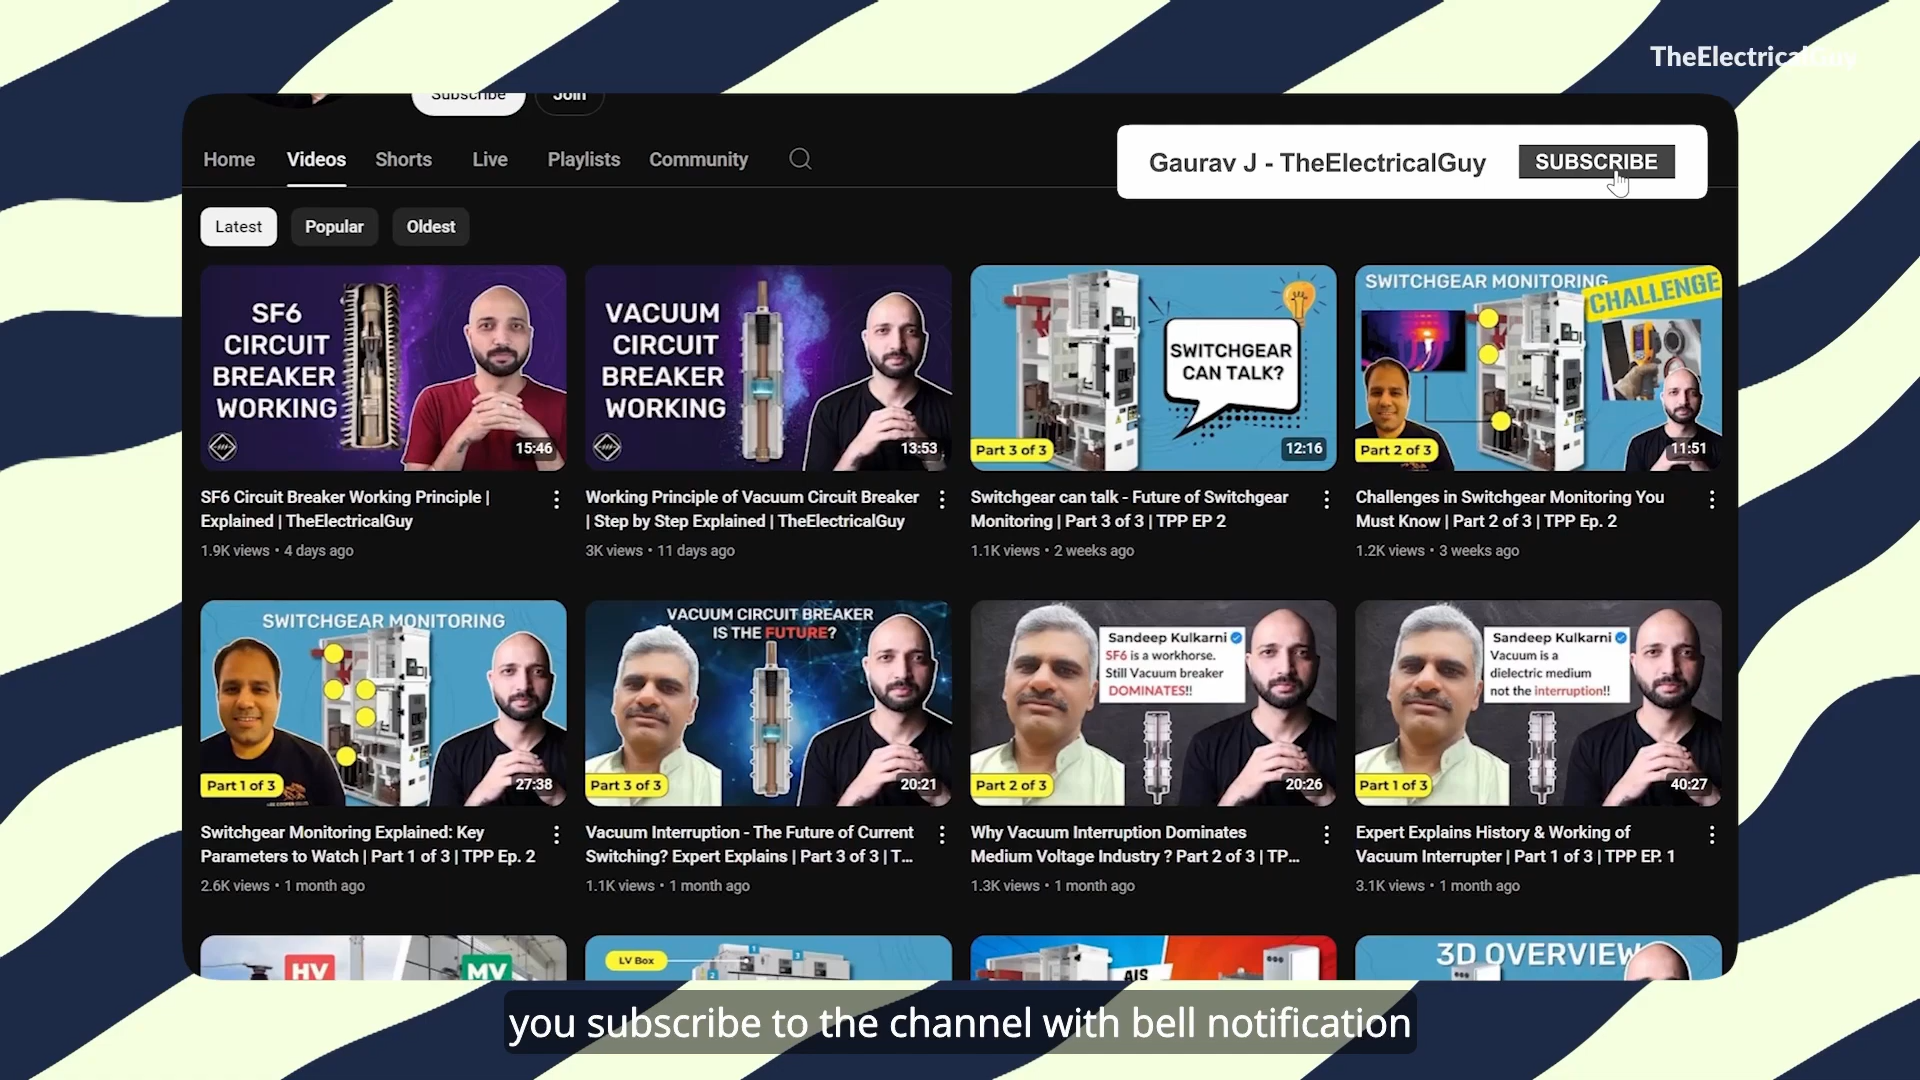 TheElectricalGuy
Subscribe
Join
Home
Videos
Shorts
Live
Playlists
Community
Gaurav J - TheElectricalGuy
SUBSCRIBE
Latest
Popular
Oldest
SF6
CIRCUIT
BREAKER
WORKING
15:46
VACUUM
CIRCUIT
BREAKER
WORKING
13:53
SWITCHGEAR
CAN TALK?
Part 3 of 3
12:16
SWITCHGEAR MONITORING
CHALLENGE
Part 2 of 3
11:51
SF6 Circuit Breaker Working Principle |
Explained | TheElectricalGuy
1.9K views • 4 days ago
Working Principle of Vacuum Circuit Breaker
| Step by Step Explained | TheElectricalGuy
3K views • 11 days ago
Switchgear can talk - Future of Switchgear
Monitoring | Part 3 of 3 | TPP EP 2
1.1K views • 2 weeks ago
Challenges in Switchgear Monitoring You
Must Know | Part 2 of 3 | TPP Ep. 2
1.2K views • 3 weeks ago
SWITCHGEAR MONITORING
Part 1 of 3
27:38
VACUUM CIRCUIT BREAKER
IS THE FUTURE?
Part 3 of 3
20:21
Sandeep Kulkarni
SF6 is a workhorse.
Still Vacuum breaker
DOMINATES!!
Part 2 of 3
20:26
Sandeep Kulkarni
Vacuum is a
dielectric medium
not the interruption!!
Part 1 of 3
40:27
Switchgear Monitoring Explained: Key
Parameters to Watch | Part 1 of 3 | TPP Ep. 2
2.6K views • 1 month ago
Vacuum Interruption - The Future of Current
Switching? Expert Explains | Part 3 of 3 | T...
1.1K views • 1 month ago
Why Vacuum Interruption Dominates
Medium Voltage Industry ? Part 2 of 3 | TP...
1.3K views • 1 month ago
Expert Explains History & Working of
Vacuum Interrupter | Part 1 of 3 | TPP EP. 1
3.1K views • 1 month ago
HV
MV
LV Box
1
2
3
AIS
3D OVERVIEW
you subscribe to the channel with bell notification